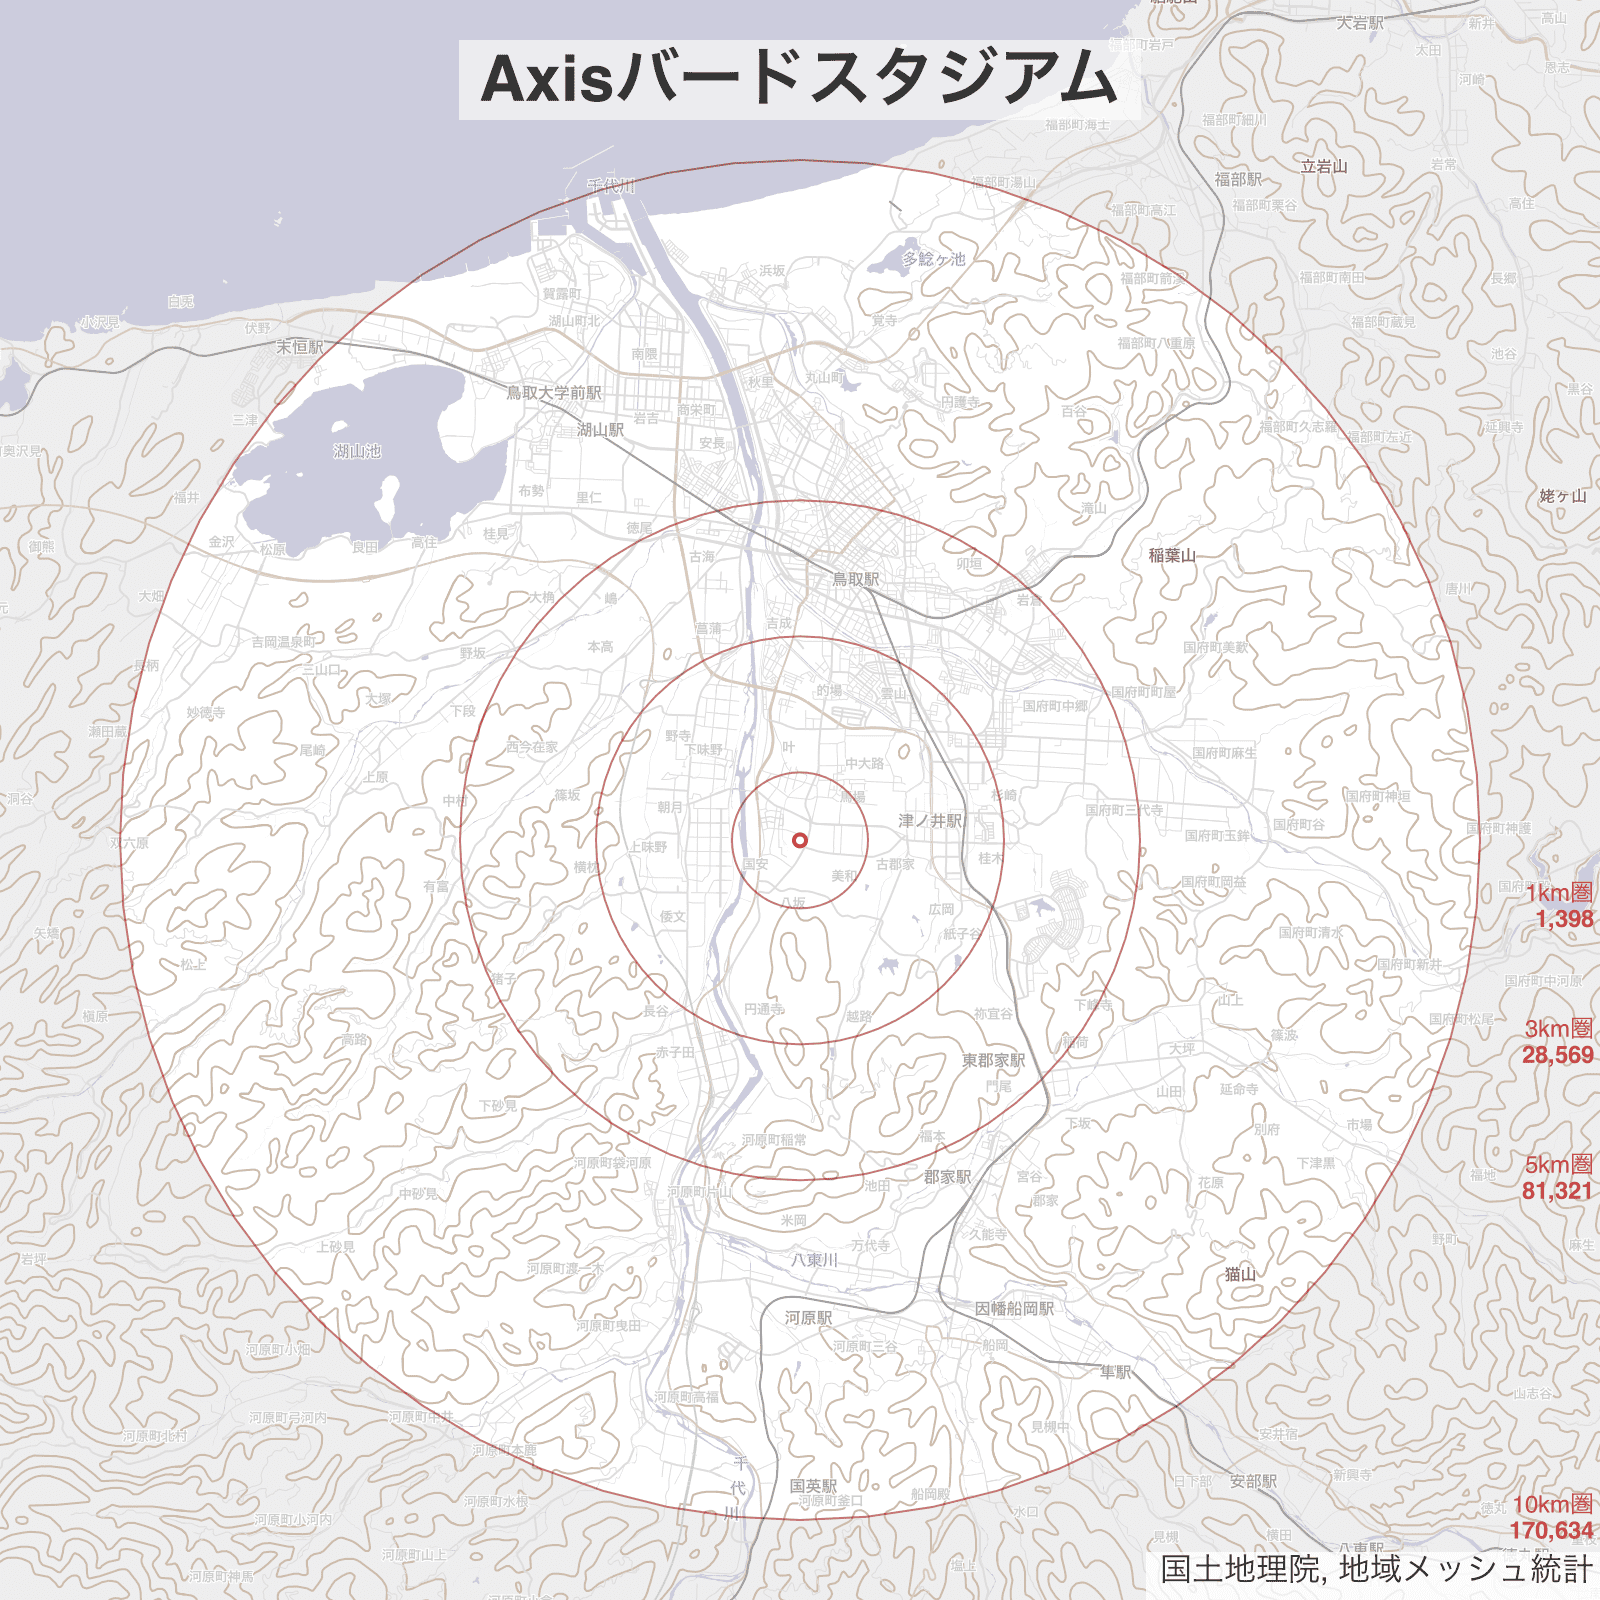 Axisバードスタジアム
大岩駅
新井
高山
太田
福部町岩戸
恩志
河崎
福部町細川
福部町海士
立岩山
岩常
福部駅
福部町湯山
千代川
福部町栗谷
高住
福部町高江
多鯰ヶ池
浜坂
福部町箭渓
福部町南田
長郷
賀露町
白兎
湖山町北
覚寺
福部町蔵見
小沢見
伏野
福部町八重原
末恒駅
南隈
池谷
秋里
丸山町
黒谷
鳥取大学前駅
円護寺
商栄町
百谷
三津
岩吉
湖山駅
福部町久志羅
延興寺
安長
福部町左近
湖山池
布勢
里仁
福井
姥ヶ山
滝山
徳尾
桂見
金沢
高住
松原
良田
御熊
古海
稲葉山
卯垣
鳥取駅
唐川
大畑
大桷
嶋
岩倉
吉成
菖蒲
吉岡温泉町
本高
国府町美歎
野坂
長柄
三山口
的場
雲山
国府町町屋
大塚
国府町中郷
下段
妙徳寺
瀬田蔵
野寺
西今在家
下味野
叶
尾崎
国府町麻生
中大路
上原
洞谷
中村
篠坂
馬場
杉崎
国府町神垣
朝月
国府町三代寺
津ノ井駅
国府町谷
国府町神護
国府町玉鉾
双六原
上味野
桂木
横枕
国安
古郡家
美和
有富
国府町岡益
1km圏
1,398
八坂
広岡
倭文
矢矯
紙子谷
国府町清水
松上
国府町新井
猪子
国府町中河原
山上
下峰寺
長谷
円通寺
越路
祢宜谷
槇原
国府町松尾
3km圏
28,569
高路
篠波
稲荷
大坪
赤子田
東郡家駅
門尾
山田
延命寺
下砂見
下坂
市場
別府
福本
河原町稲常
河原町袋河原
下津黒
5km圏
81,321
郡家駅
宮谷
福地
花原
池田
中砂見
河原町片山
郡家
米岡
久能寺
野町
上砂見
万代寺
麻生
岩坪
八東川
河原町渡一木
猫山
因幡船岡駅
河原駅
河原町曳田
船岡
河原町三谷
河原町小畑
隼駅
河原町高福
山志谷
河原町弓河内
河原町中井
見槻中
河原町北村
安井宿
河原町本鹿
千代川
新興寺
安部駅
日下部
国英駅
船岡殿
河原町釜口
河原町水根
10km圏
170,634
徳丸
水口
河原町小河内
見槻
横田
八東駅
河原町山上
塩上
河原町神馬
国土地理院, 地域メッシュ統計